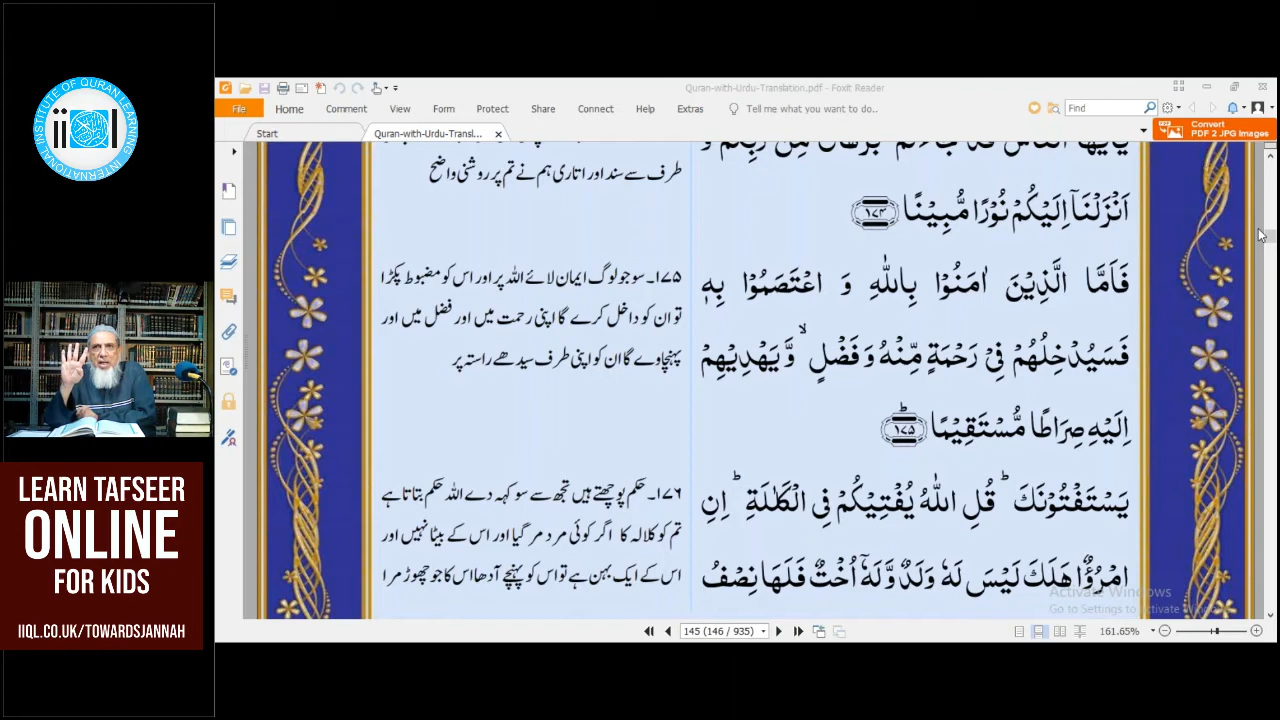 INSTITUTE OF QURAN LEARNING
INTERNATIONAL
iiql
LEARN TAFSEER
ONLINE
FOR KIDS
IIQL.CO.UK/TOWARDSJANNAH
Quran-with-Urdu-Translation.pdf - Foxit Reader
File Home Comment View Form Protect Share Connect Help Extras Tell me what you want to do.. Find
Start Quran-with-Urdu-Transl...
Convert
PDF 2 JPG Images
یٰۤاَیُّهَا النَّاسُ قَدْ جَآءَكُمْ بُرْهَانٌ مِّنْ رَّبِّكُمْ وَ
اَنْزَلْنَاۤ اِلَیْكُمْ نُوْرًا مُّبِیْنًا ﴿۱۷۴﴾
فَاَمَّا الَّذِیْنَ اٰمَنُوْا بِاللّٰهِ وَ اعْتَصَمُوْا بِهٖ
فَسَیُدْخِلُهُمْ فِیْ رَحْمَةٍ مِّنْهُ وَ فَضْلٍ ۙ وَّ یَهْدِیْهِمْ
اِلَیْهِ صِرَاطًا مُّسْتَقِیْمًا ﴿۱۷۵﴾ؕ
یَسْتَفْتُوْنَكَ ؕ قُلِ اللّٰهُ یُفْتِیْكُمْ فِی الْكَلٰلَةِ ؕ اِنِ
امْرُؤٌا هَلَكَ لَیْسَ لَهٗ وَلَدٌ وَّ لَهٗۤ اُخْتٌ فَلَهَا نِصْفُ
طرف سے سند اور اتاری ہم نے تم پر روشنی واضح
۱۷۵۔ سو جو لوگ ایمان لائے اللہ پر اور اس کو مضبوط پکڑا
تو ان کو داخل کرے گا اپنی رحمت میں اور فضل میں اور
پہنچاوے گا ان کو اپنی طرف سیدھے راستہ پر
۱۷۶۔ حکم پوچھتے ہیں تجھ سے سو کہہ دے اللہ حکم بتاتا ہے
تم کو کلالہ کا اگر کوئی مرد مر گیا اور اس کے بیٹا نہیں اور
اس کے ایک بہن ہے تو اس کو پہنچے آدھا اس کا جو چھوڑ مرا
Activate Windows
Go to Settings to activate Windows.
145 (146 / 935) 161.65%